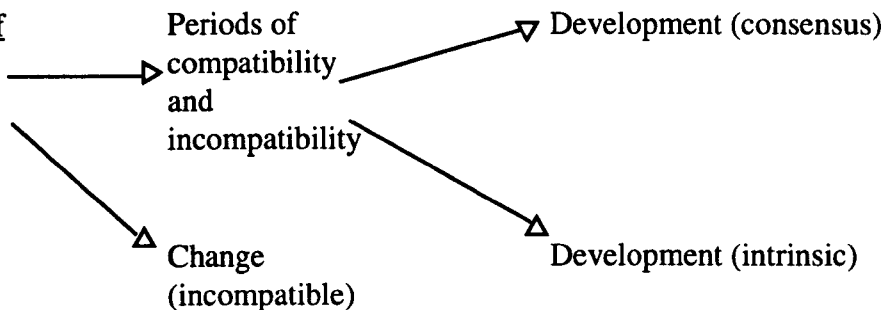 f
Periods of
compatibility
and
incompatibility
Development (consensus)
Change
(incompatible)
Development (intrinsic)